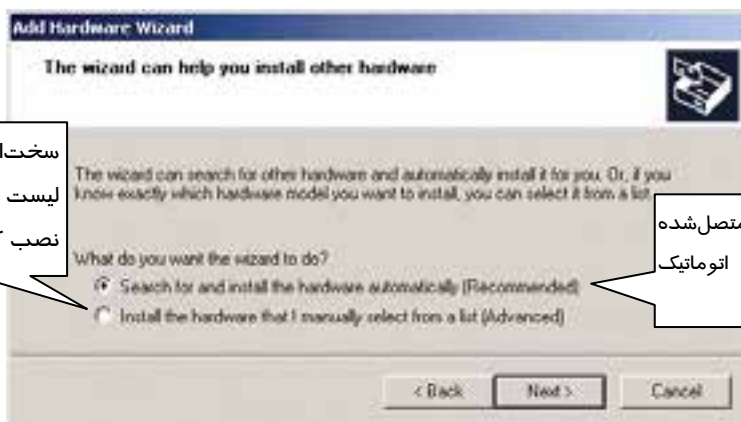 Add Hardware Wizard
The wizard can help you install other hardware
The wizard can search for other hardware and automatically install it for you. Or, if you
know exactly which hardware model you want to install, you can select it from a list.
لیست
نصب
متصل‌شده
اتوماتیک
What do you want the wizard to do?
Search for and install the hardware automatically (Recommended)
Install the hardware that I manually select from a list (Advanced)
< Back
Next >
Cancel